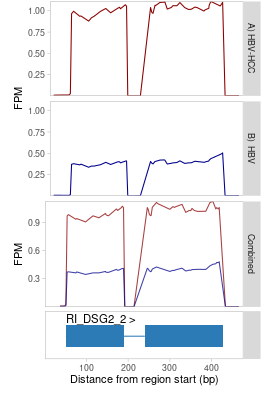 1.00
0.75
0.50
0.25
FPM
A) HBV-HCC
1.00
0.75
0.50
0.25
B) HBV
0.9
0.6
0.3
FPM
Combined
RI_DSG2_2 >
100 200 300 400
Distance from region start (bp)